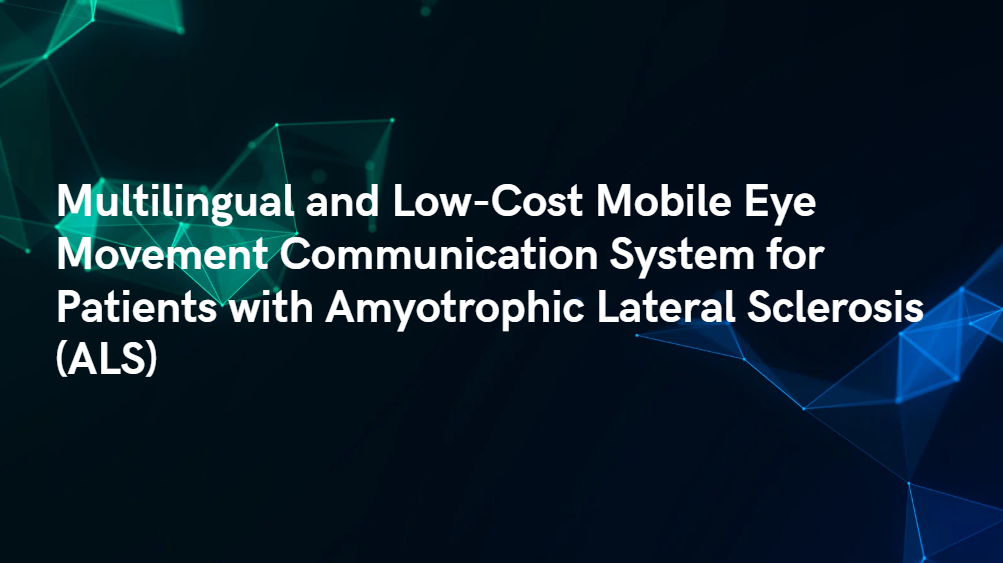 Multilingual and Low-Cost Mobile Eye
Movement Communication System for
Patients with Amyotrophic Lateral Sclerosis
(ALS)